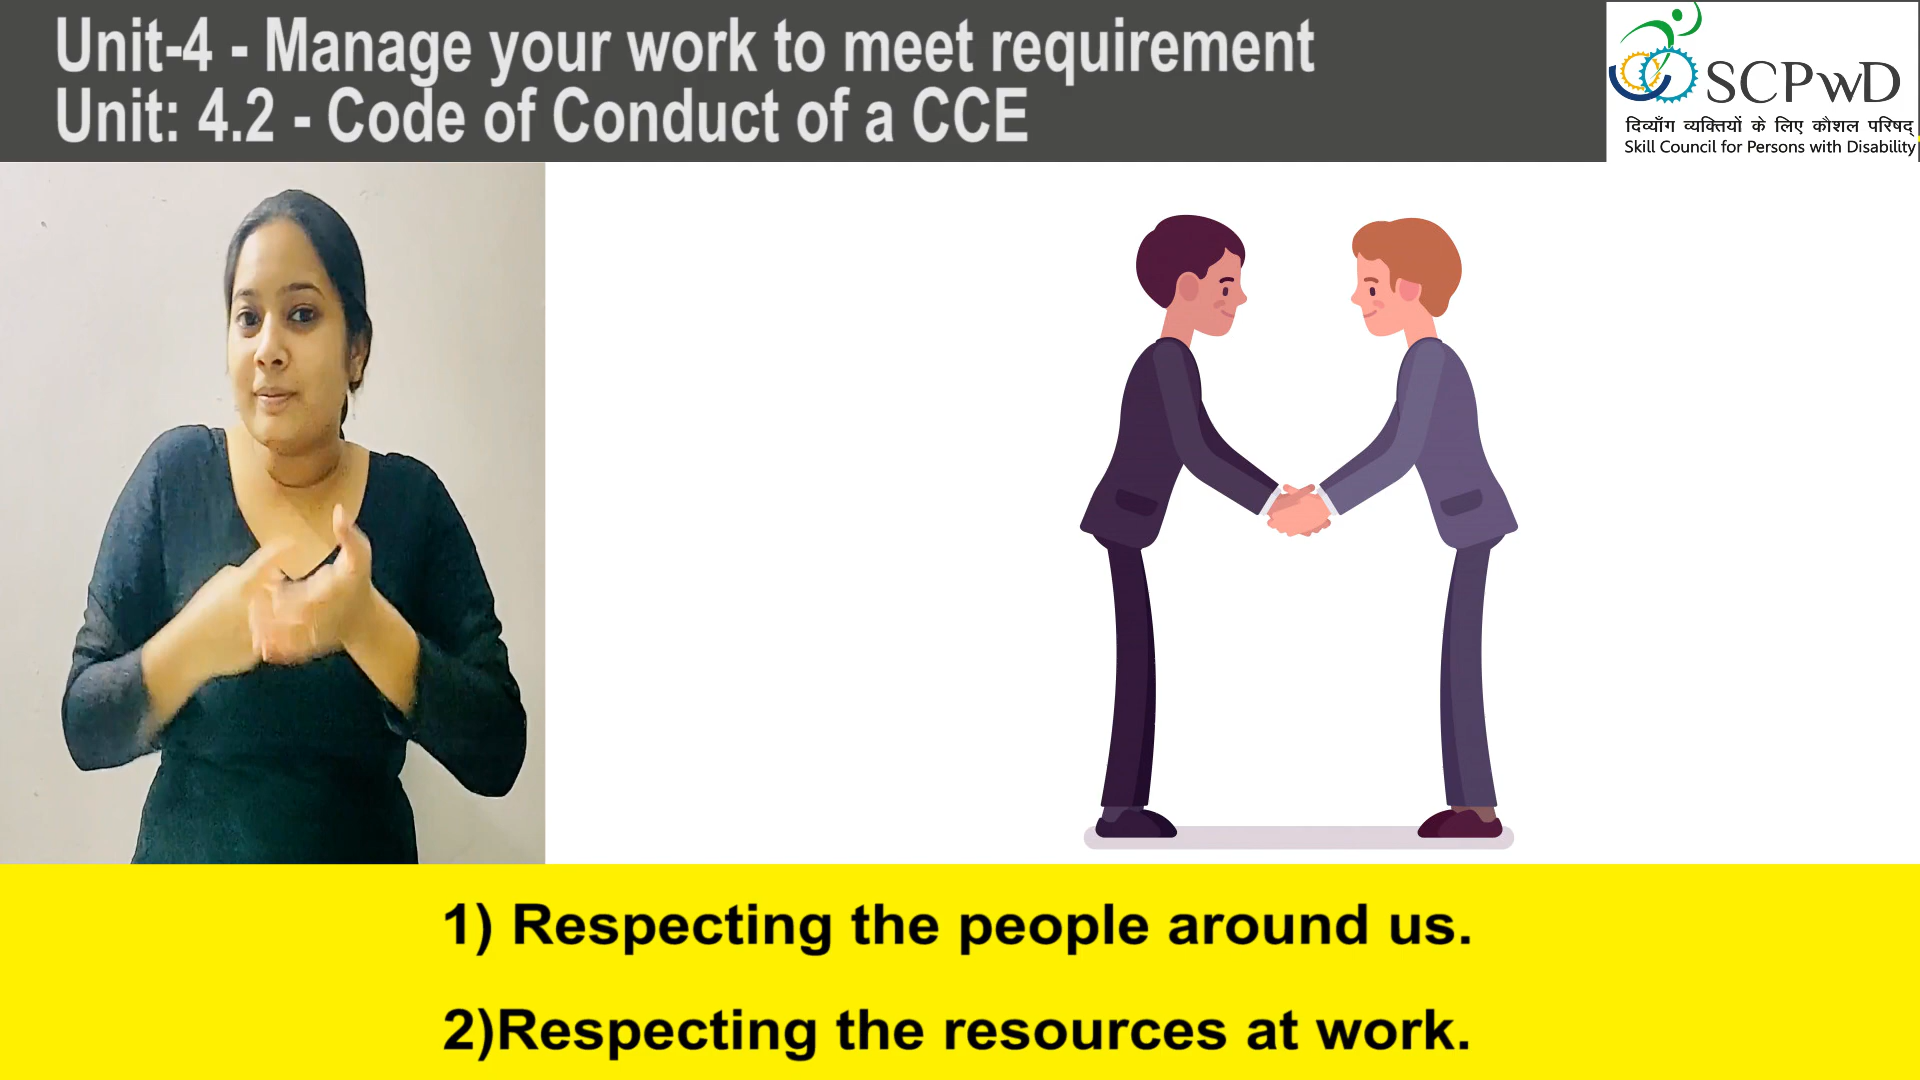 Unit-4 - Manage your work to meet requirement
Unit: 4.2 - Code of Conduct of a CCE
SCPwD
दिव्याँग व्यक्तियों के लिए कौशल परिषद्
Skill Council for Persons with Disability
1) Respecting the people around us.
2)Respecting the resources at work.